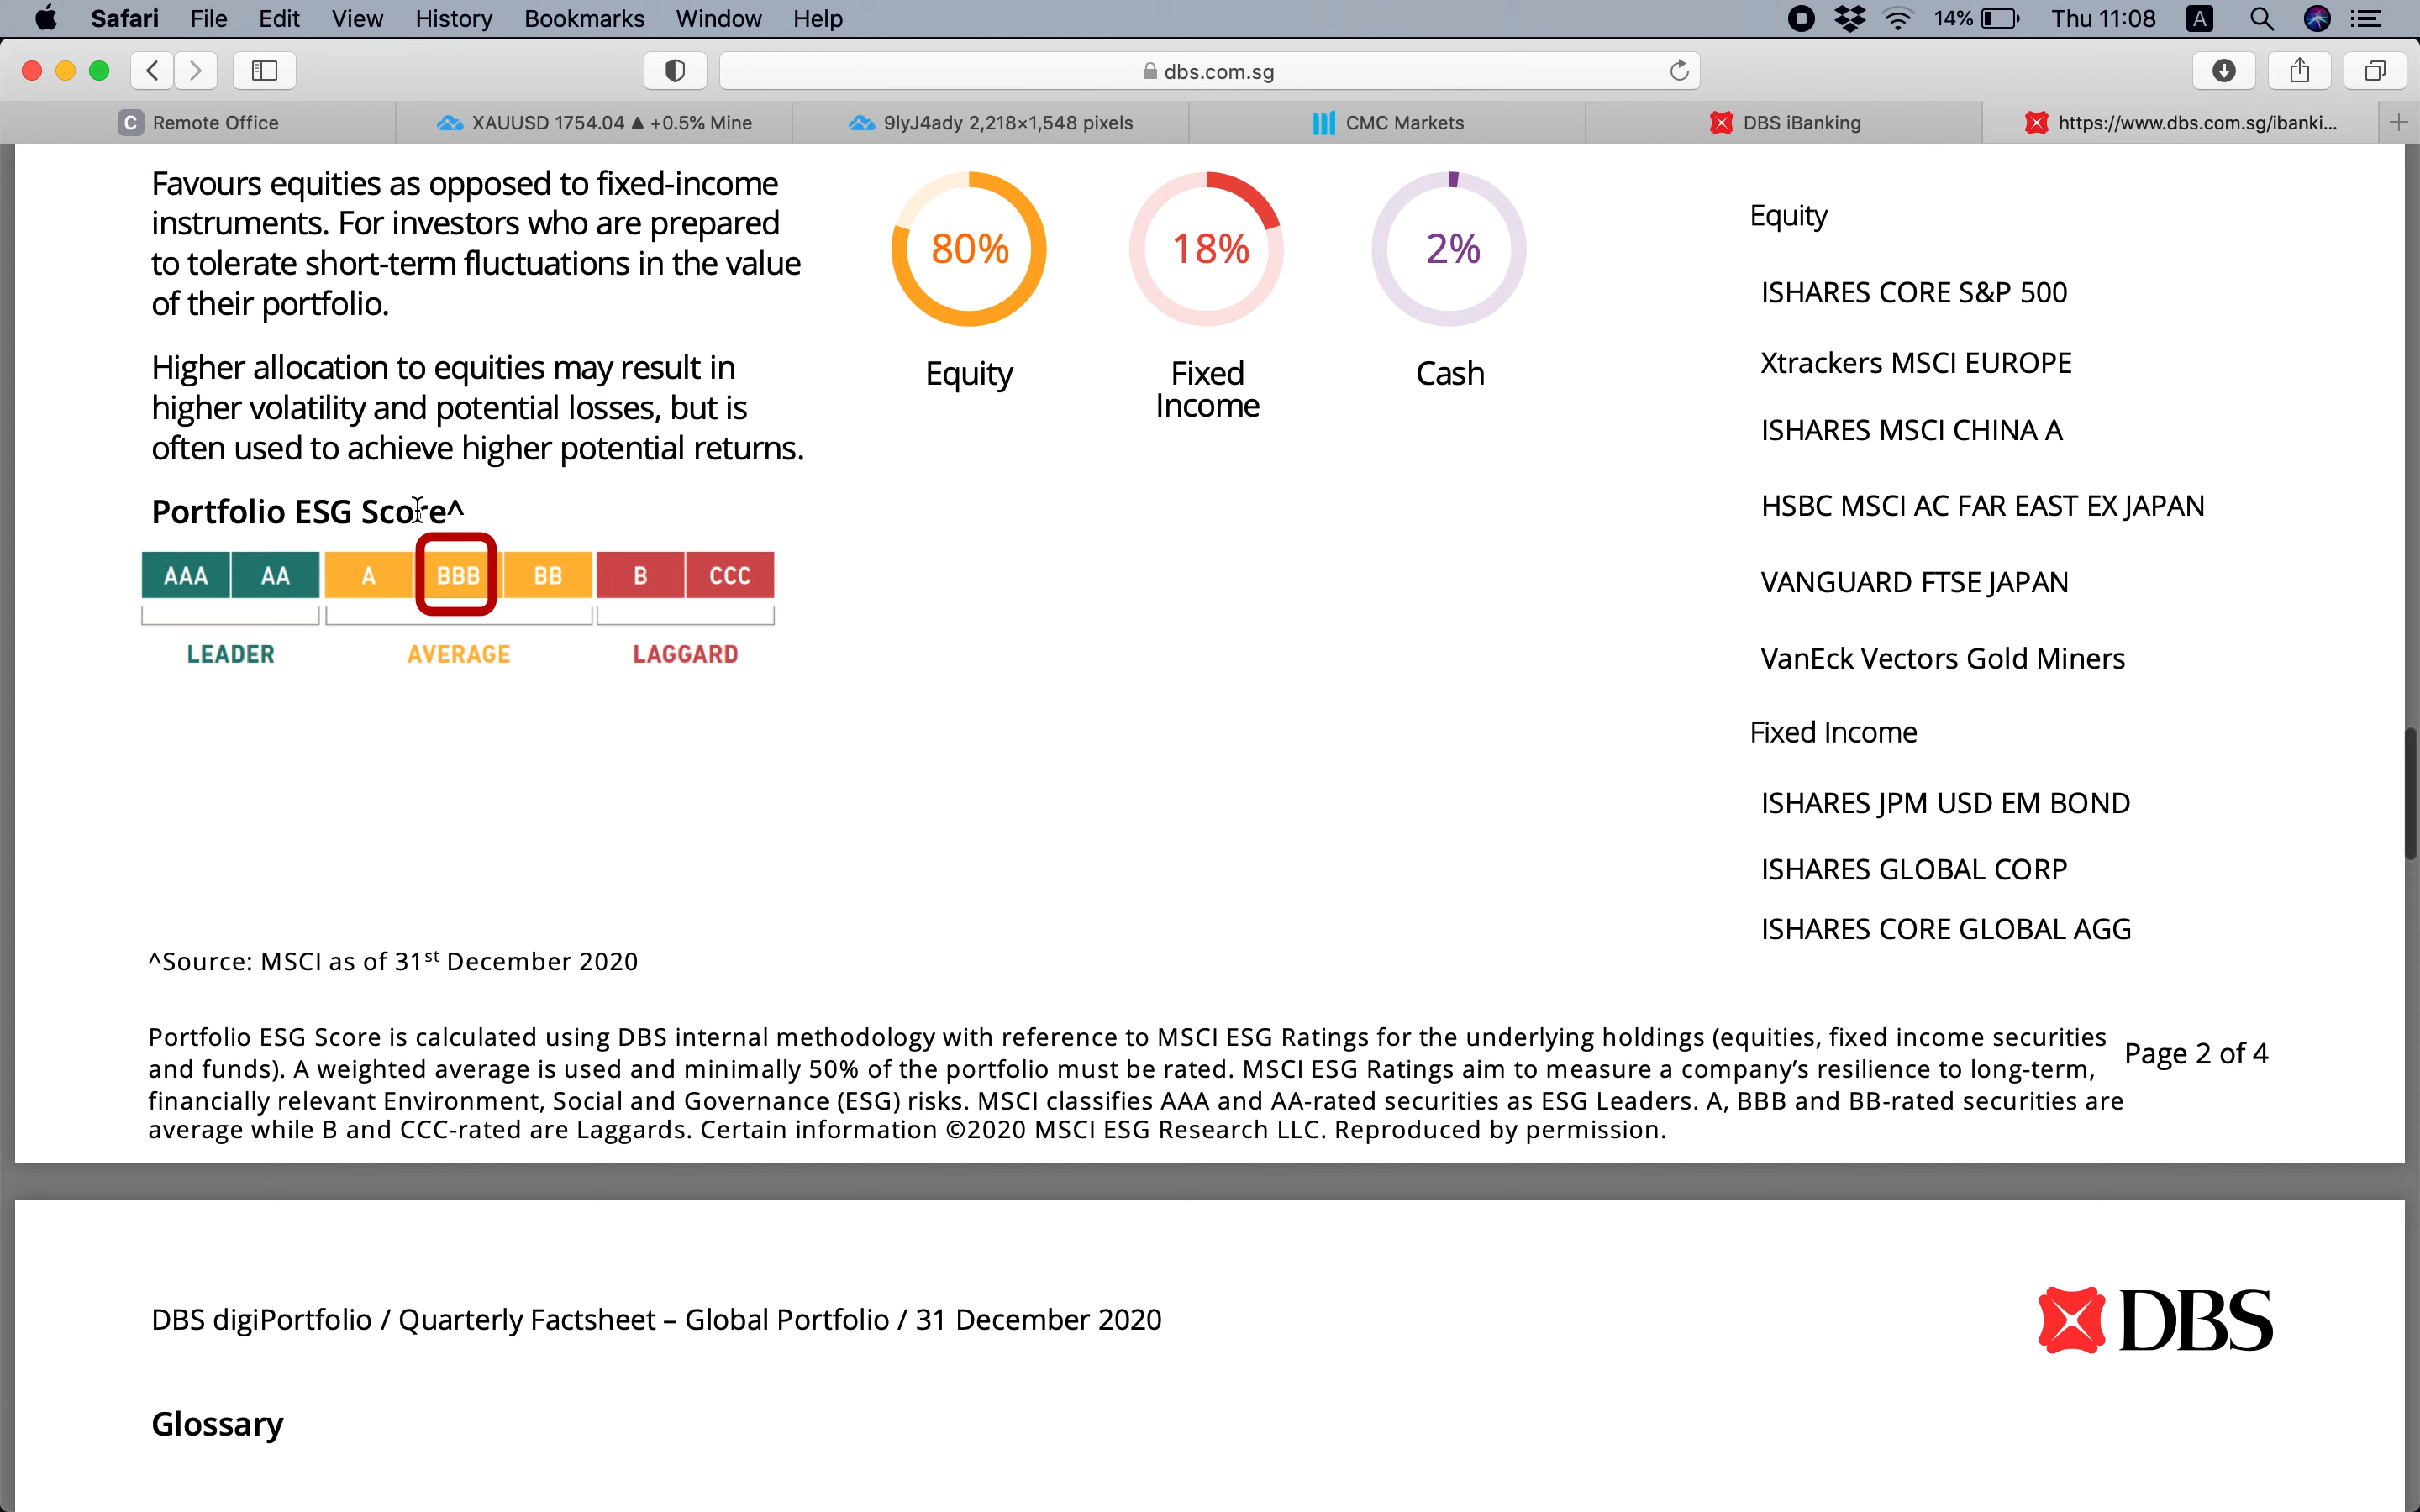 Safari File Edit View History Bookmarks Window Help 14% Thu 11:08 A
dbs.com.sg
C Remote Office XAUUSD 1754.04 ▲ +0.5% Mine 9lyJ4ady 2,218×1,548 pixels CMC Markets DBS iBanking https://www.dbs.com.sg/ibanki...
Favours equities as opposed to fixed-income
instruments. For investors who are prepared
to tolerate short-term fluctuations in the value
of their portfolio.
Higher allocation to equities may result in
higher volatility and potential losses, but is
often used to achieve higher potential returns.
Portfolio ESG Score^
AAA AA A BBB BB B CCC
LEADER AVERAGE LAGGARD
80% 18% 2%
Equity Fixed Cash
Income
Equity
ISHARES CORE S&P 500
Xtrackers MSCI EUROPE
ISHARES MSCI CHINA A
HSBC MSCI AC FAR EAST EX JAPAN
VANGUARD FTSE JAPAN
VanEck Vectors Gold Miners
Fixed Income
ISHARES JPM USD EM BOND
ISHARES GLOBAL CORP
ISHARES CORE GLOBAL AGG
^Source: MSCI as of 31st December 2020
Portfolio ESG Score is calculated using DBS internal methodology with reference to MSCI ESG Ratings for the underlying holdings (equities, fixed income securities
and funds). A weighted average is used and minimally 50% of the portfolio must be rated. MSCI ESG Ratings aim to measure a company's resilience to long-term,
financially relevant Environment, Social and Governance (ESG) risks. MSCI classifies AAA and AA-rated securities as ESG Leaders. A, BBB and BB-rated securities are
average while B and CCC-rated are Laggards. Certain information ©2020 MSCI ESG Research LLC. Reproduced by permission.
Page 2 of 4
DBS digiPortfolio / Quarterly Factsheet – Global Portfolio / 31 December 2020
DBS
Glossary